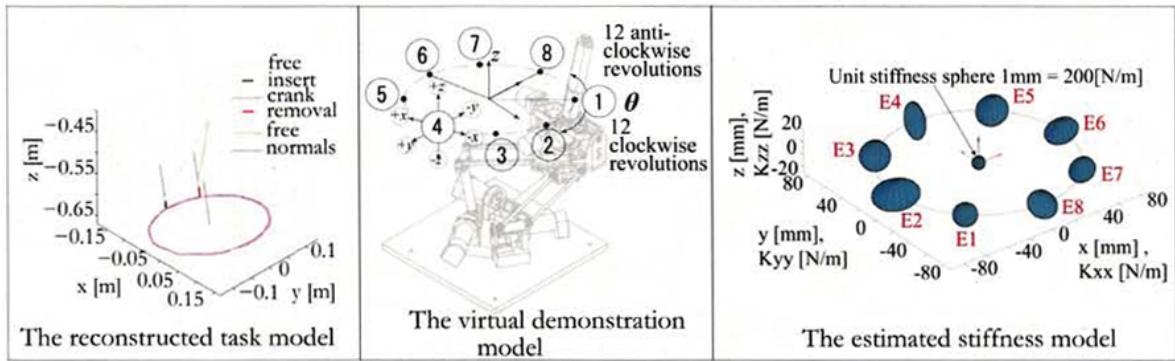 free
insert
crank
removal
free
normals
z [m]
−0.45
−0.55
−0.65
−0.15
−0.05
0.05
0.15
x [m]
0.1
0
−0.1
y [m]
The reconstructed task model
12 anti-
clockwise
revolutions
7
z
6
8
5
+z
-y
1
θ
+x
4
-x
2
+y
3
-z
12
clockwise
revolutions
The virtual demonstration
model
Unit stiffness sphere 1mm = 200[N/m]
E4
E5
E6
E3
E7
E2
E1
E8
z [mm],
Kzz [N/m]
20
0
-20
80
40
0
-40
-80
y [mm],
Kyy [N/m]
-80
-40
0
40
80
x [mm],
Kxx [N/m]
The estimated stiffness model